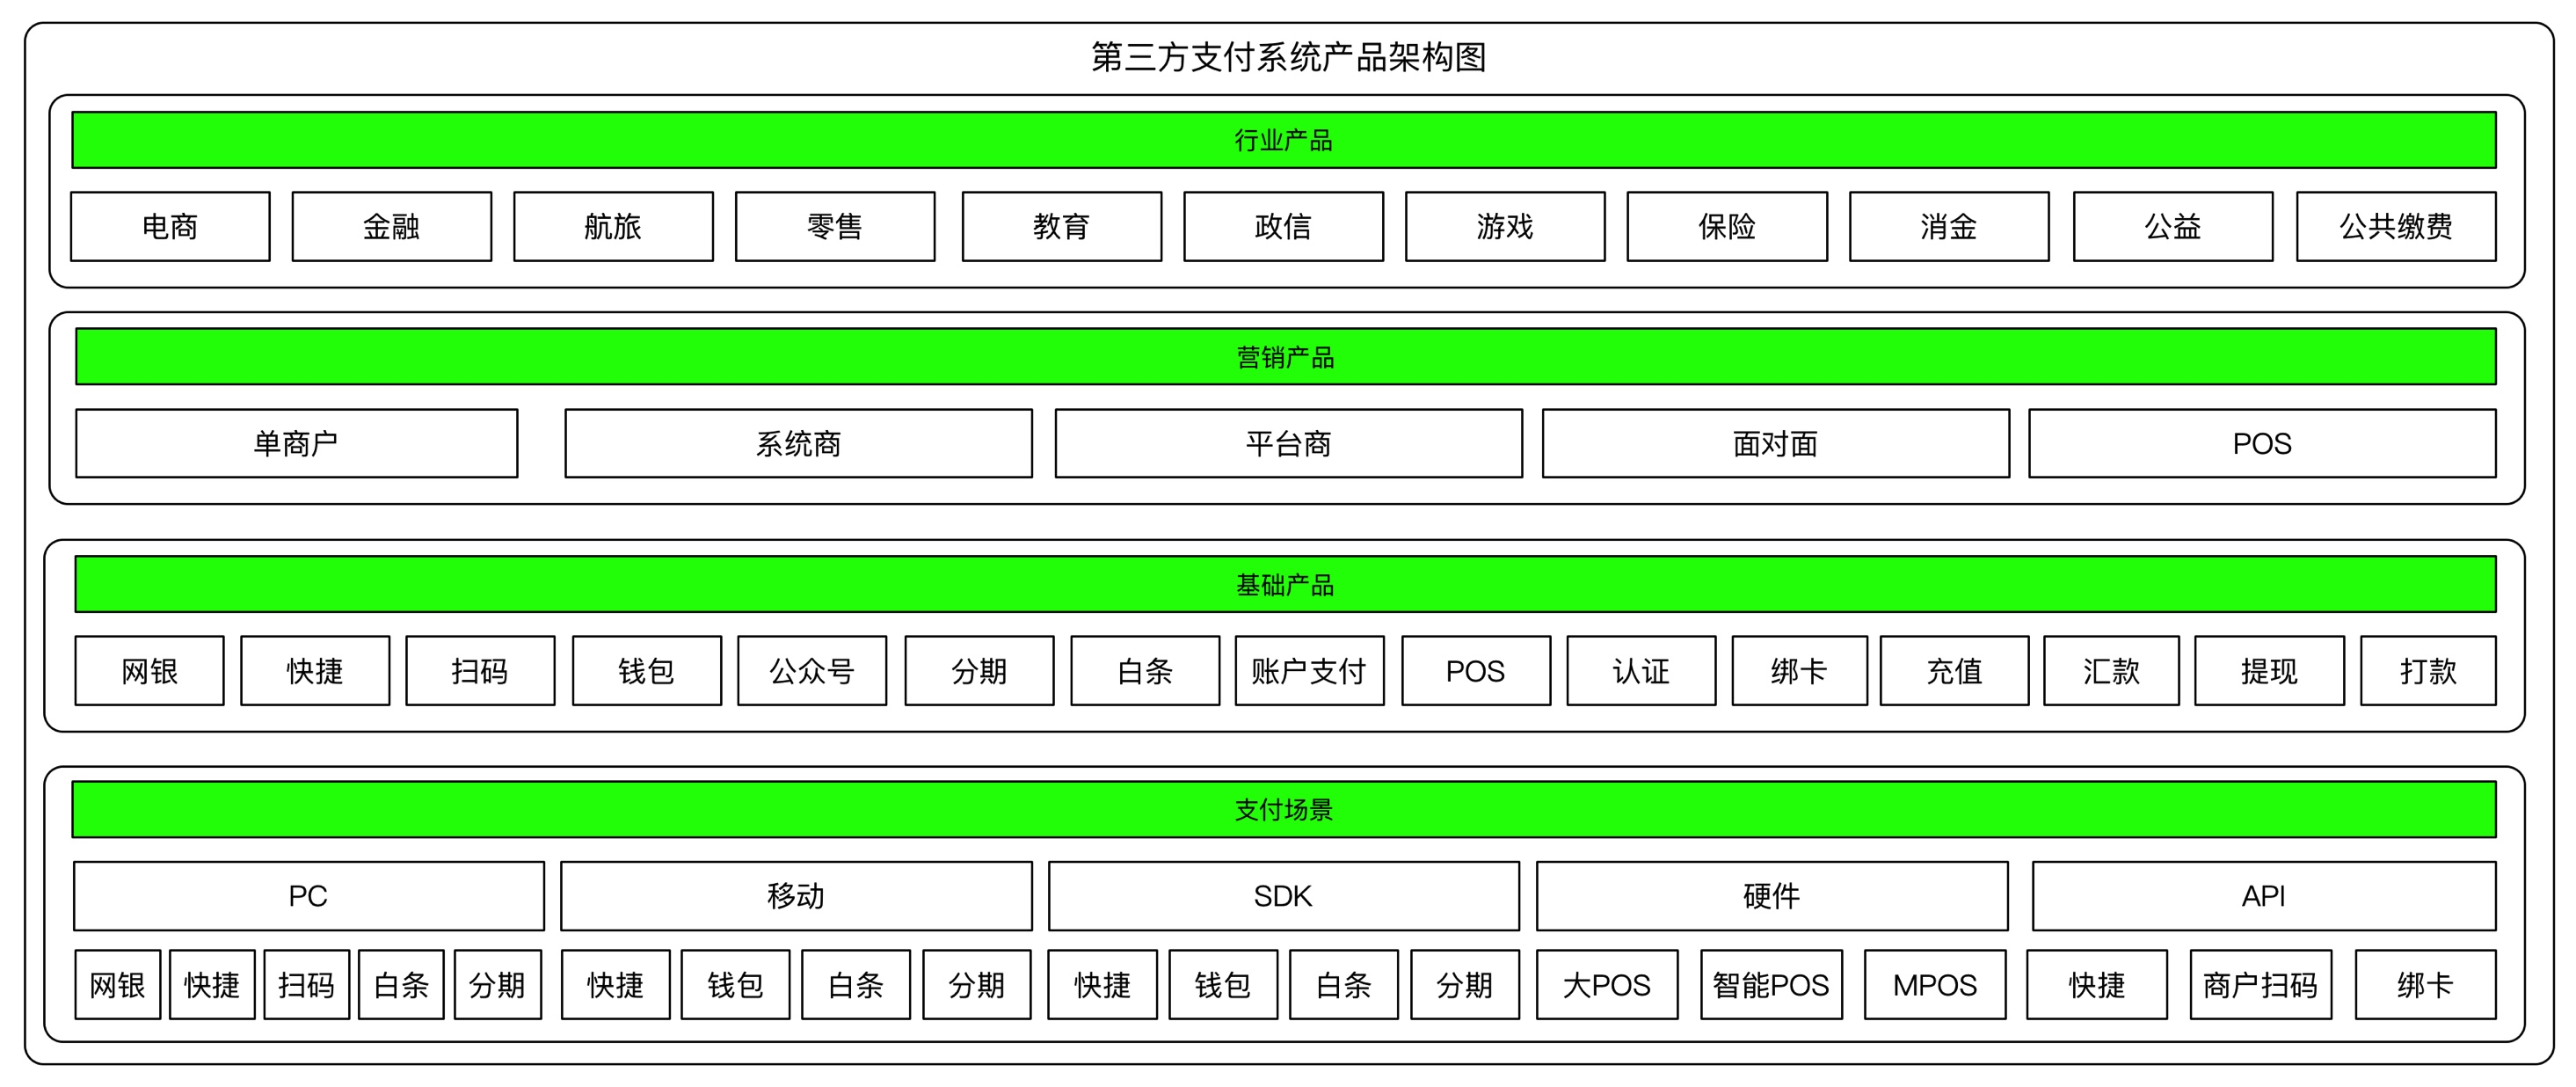 第三方支付系统产品架构图
行业产品
电商 金融 航旅 零售 教育 政信 游戏 保险 消金 公益 公共缴费
营销产品
单商户 系统商 平台商 面对面 POS
基础产品
网银 快捷 扫码 钱包 公众号 分期 白条 账户支付 POS 认证 绑卡 充值 汇款 提现 打款
支付场景
PC 移动 SDK 硬件 API
网银 快捷 扫码 白条 分期 快捷 钱包 白条 分期 快捷 钱包 白条 分期 大POS 智能POS MPOS 快捷 商户扫码 绑卡